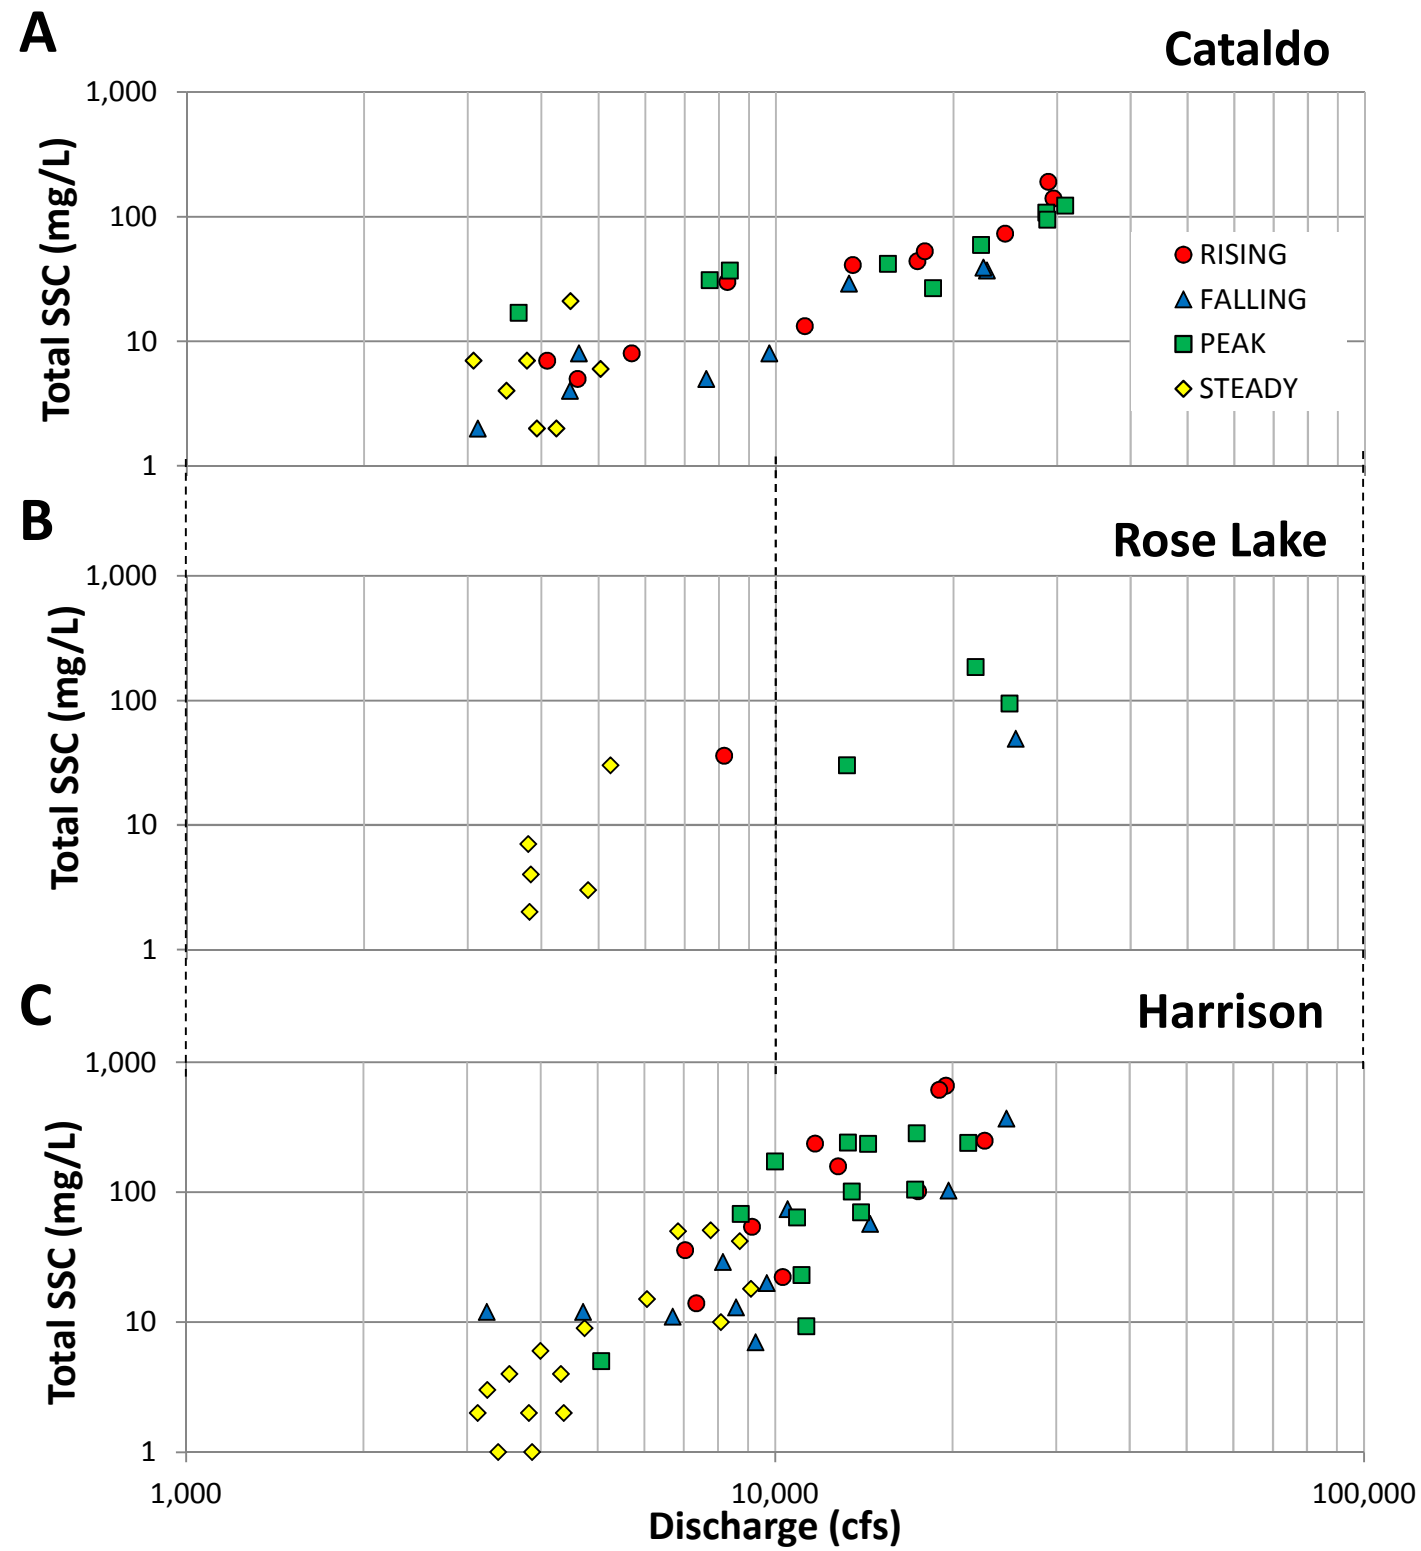 A
Cataldo
1,000
100
10
1
Total SSC (mg/L)
RISING
FALLING
PEAK
STEADY
B
Rose Lake
1,000
100
10
1
Total SSC (mg/L)
C
Harrison
1,000
100
10
1
Total SSC (mg/L)
1,000
10,000
100,000
Discharge (cfs)